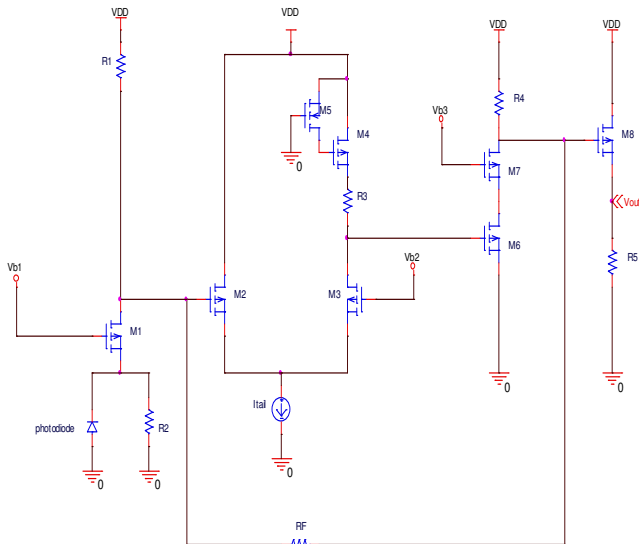 VDD
VDD
VDD
VDD
R1
M5
M4
Vb3
R4
M8
0
M7
R3
Vout
M6
Vb1
Vb2
R5
M2
M3
M1
0
0
Itail
photodiode
R2
0
0
0
RF